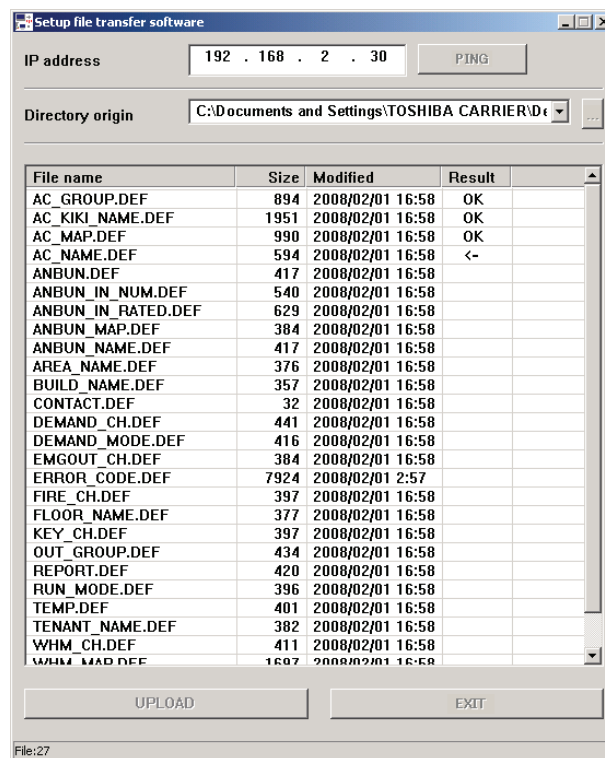 Setup file transfer software
IP address 192 . 168 . 2 . 30 PING
Directory origin C:\Documents and Settings\TOSHIBA CARRIER\De ...
File name Size Modified Result
AC_GROUP.DEF 894 2008/02/01 16:58 OK
AC_KIKI_NAME.DEF 1951 2008/02/01 16:58 OK
AC_MAP.DEF 990 2008/02/01 16:58 OK
AC_NAME.DEF 594 2008/02/01 16:58 <-
ANBUN.DEF 417 2008/02/01 16:58
ANBUN_IN_NUM.DEF 540 2008/02/01 16:58
ANBUN_IN_RATED.DEF 629 2008/02/01 16:58
ANBUN_MAP.DEF 384 2008/02/01 16:58
ANBUN_NAME.DEF 417 2008/02/01 16:58
AREA_NAME.DEF 376 2008/02/01 16:58
BUILD_NAME.DEF 357 2008/02/01 16:58
CONTACT.DEF 32 2008/02/01 16:58
DEMAND_CH.DEF 441 2008/02/01 16:58
DEMAND_MODE.DEF 416 2008/02/01 16:58
EMGOUT_CH.DEF 384 2008/02/01 16:58
ERROR_CODE.DEF 7924 2008/02/01 2:57
FIRE_CH.DEF 397 2008/02/01 16:58
FLOOR_NAME.DEF 377 2008/02/01 16:58
KEY_CH.DEF 397 2008/02/01 16:58
OUT_GROUP.DEF 434 2008/02/01 16:58
REPORT.DEF 420 2008/02/01 16:58
RUN_MODE.DEF 396 2008/02/01 16:58
TEMP.DEF 401 2008/02/01 16:58
TENANT_NAME.DEF 382 2008/02/01 16:58
WHM_CH.DEF 411 2008/02/01 16:58
WHM_MAP.DEF 1697 2008/02/01 16:58
UPLOAD EXIT
File:27